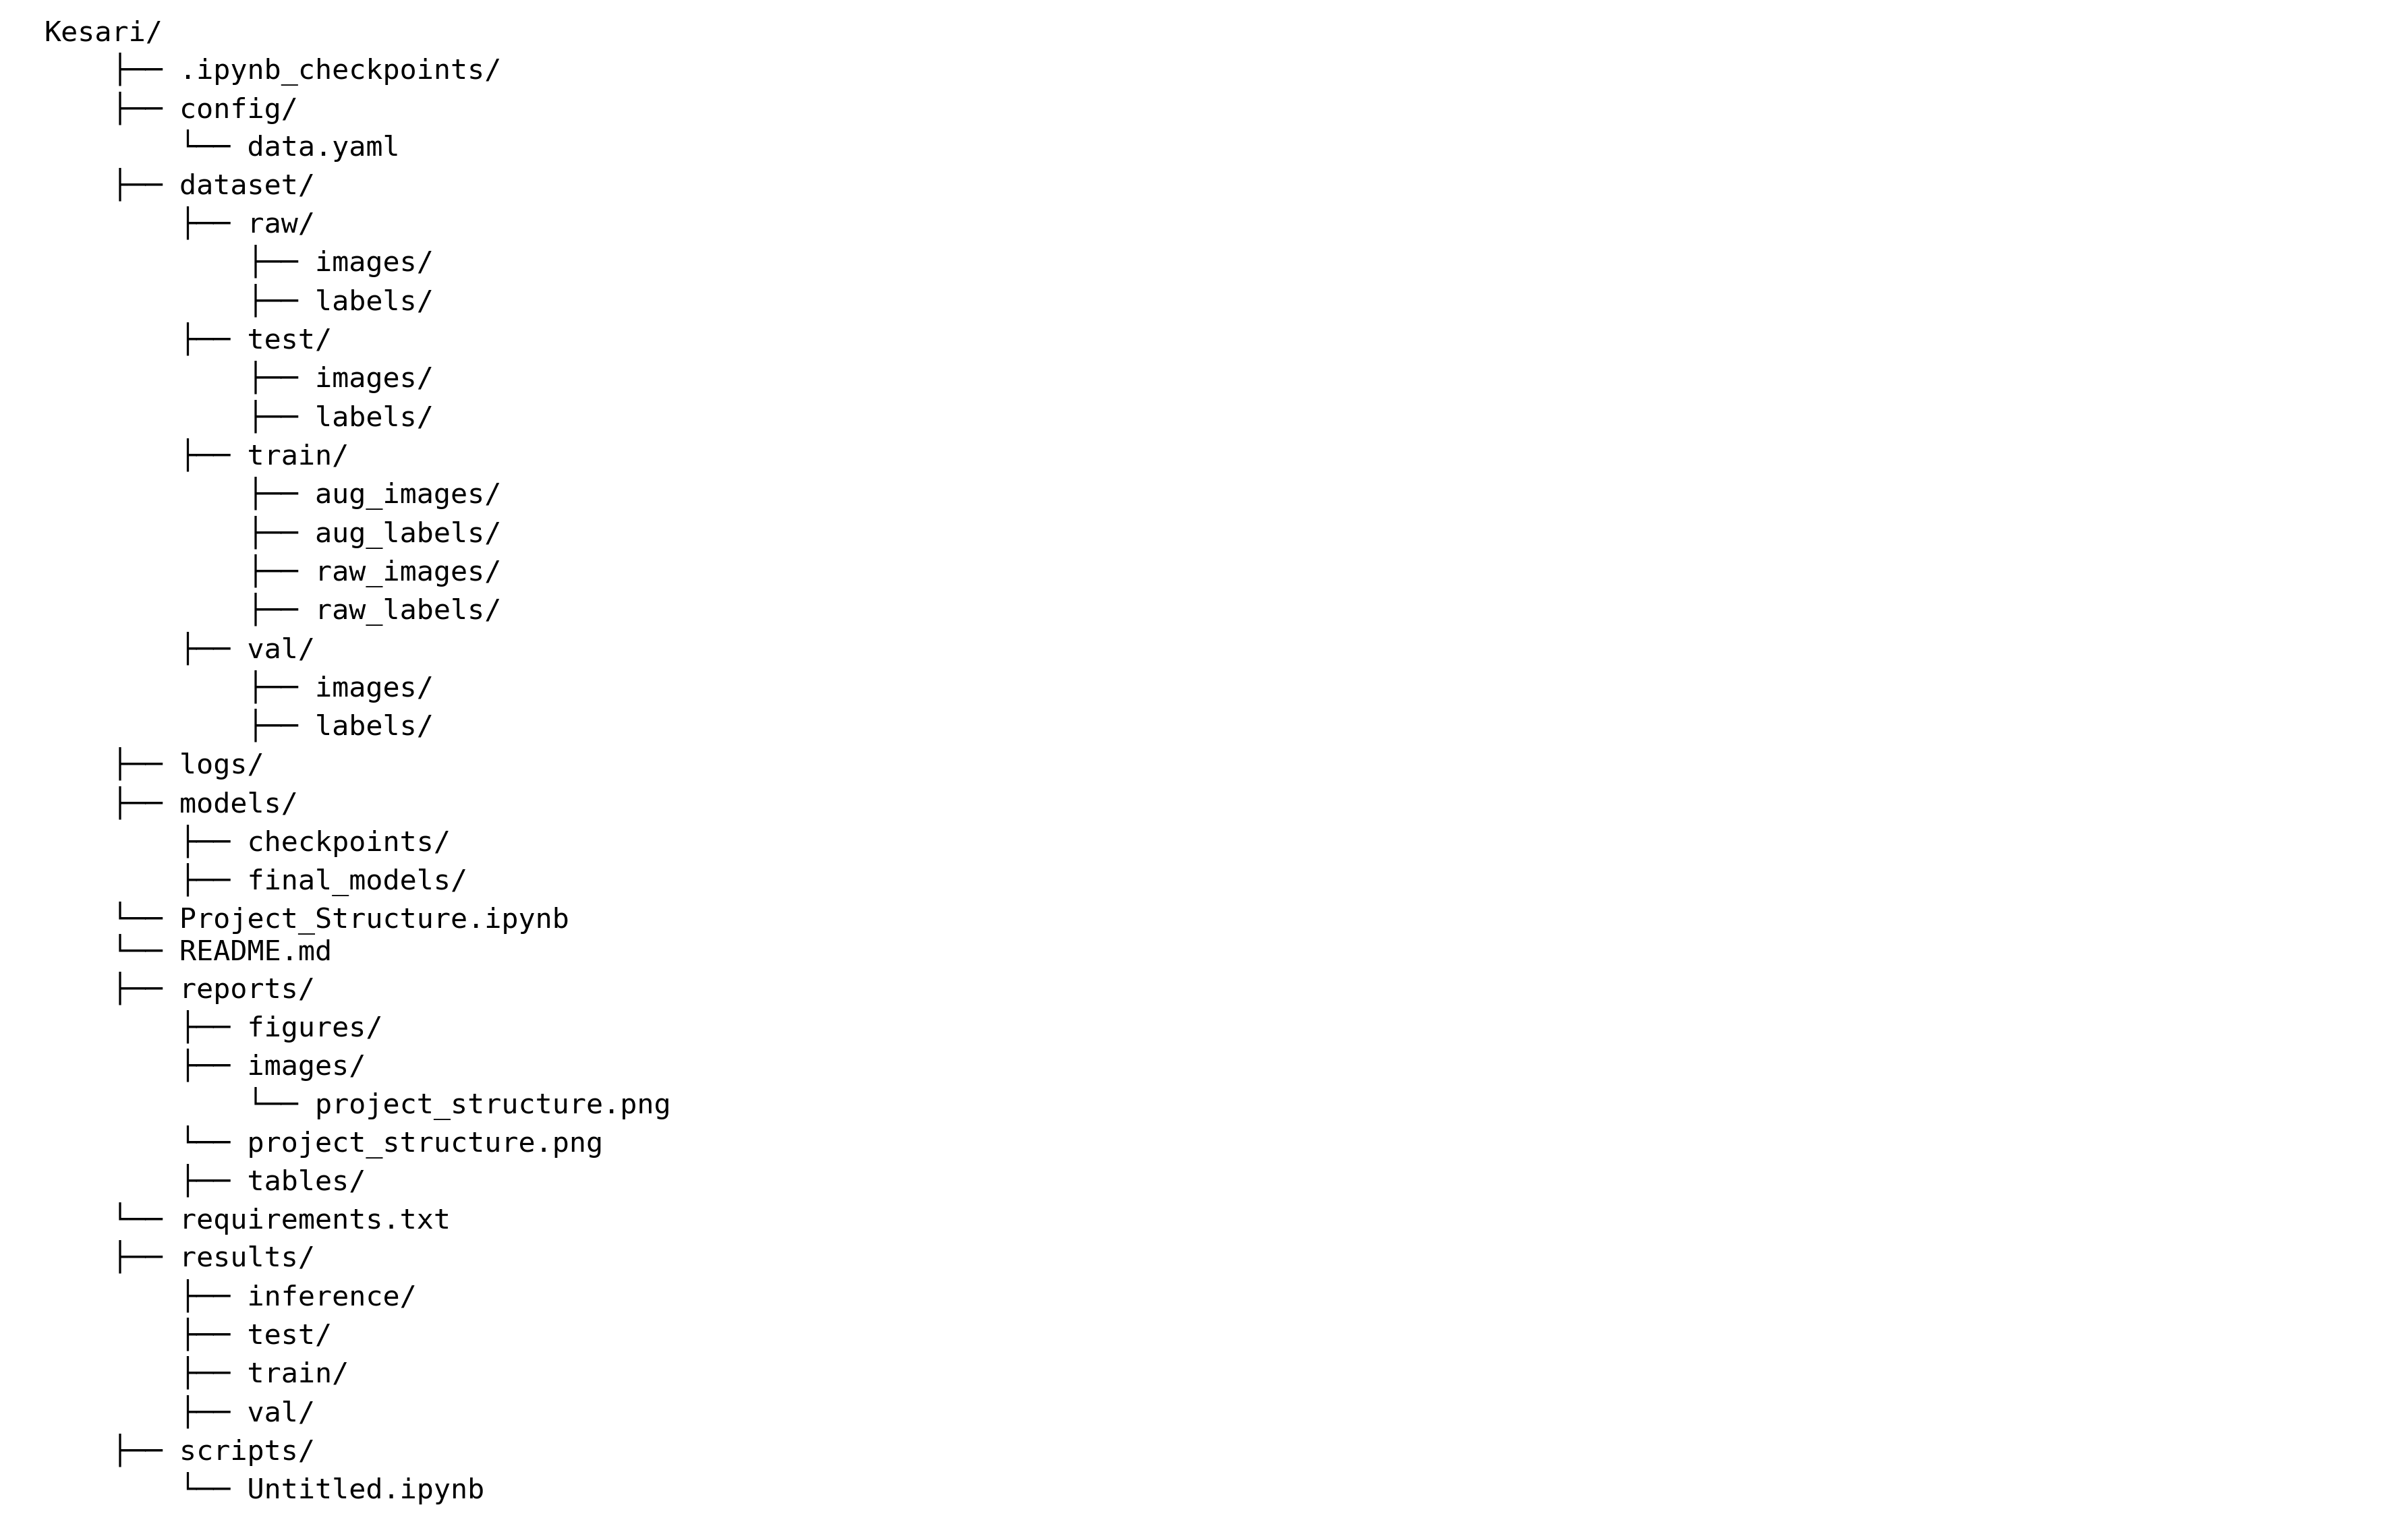 Kesari/
    ├── .ipynb_checkpoints/
    ├── config/
        └── data.yaml
    ├── dataset/
        ├── raw/
            ├── images/
            ├── labels/
        ├── test/
            ├── images/
            ├── labels/
        ├── train/
            ├── aug_images/
            ├── aug_labels/
            ├── raw_images/
            ├── raw_labels/
        ├── val/
            ├── images/
            ├── labels/
    ├── logs/
    ├── models/
        ├── checkpoints/
        ├── final_models/
    └── Project_Structure.ipynb
    └── README.md
    ├── reports/
        ├── figures/
        ├── images/
            └── project_structure.png
        └── project_structure.png
        ├── tables/
    └── requirements.txt
    ├── results/
        ├── inference/
        ├── test/
        ├── train/
        ├── val/
    ├── scripts/
        └── Untitled.ipynb